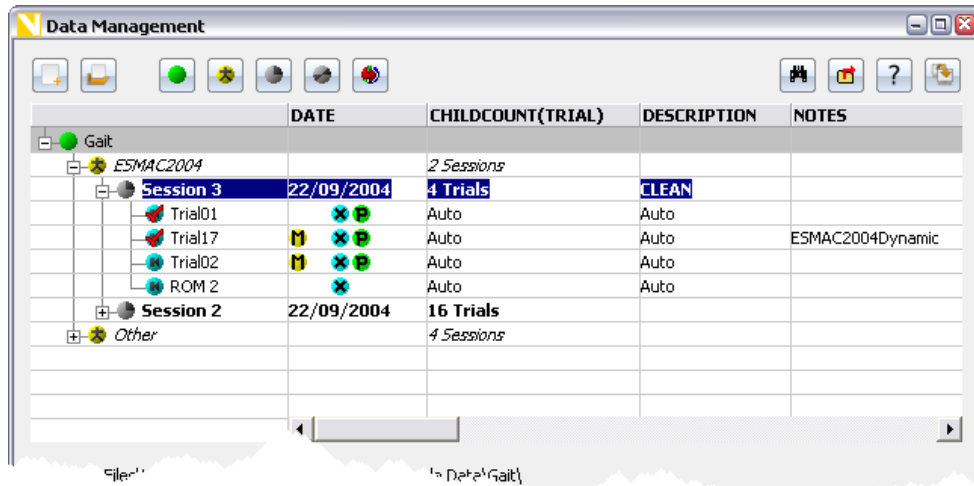 Data Management
DATE CHILDCOUNT(TRIAL) DESCRIPTION NOTES
Gait
ESMAC2004 2 Sessions
Session 3 22/09/2004 4 Trials CLEAN
Trial01 X P Auto Auto
Trial17 M X P Auto Auto ESMAC2004Dynamic
Trial02 M X P Auto Auto
ROM 2 X Auto Auto
Session 2 22/09/2004 16 Trials
Other 4 Sessions
Data\Gait\